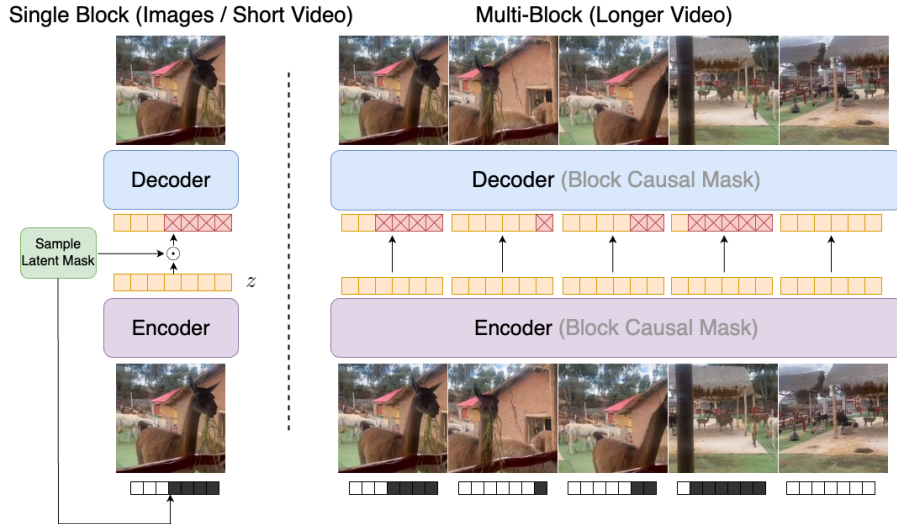 Single Block (Images / Short Video)
Multi-Block (Longer Video)
Decoder
Decoder (Block Causal Mask)
Sample
Latent Mask
z
Encoder
Encoder (Block Causal Mask)